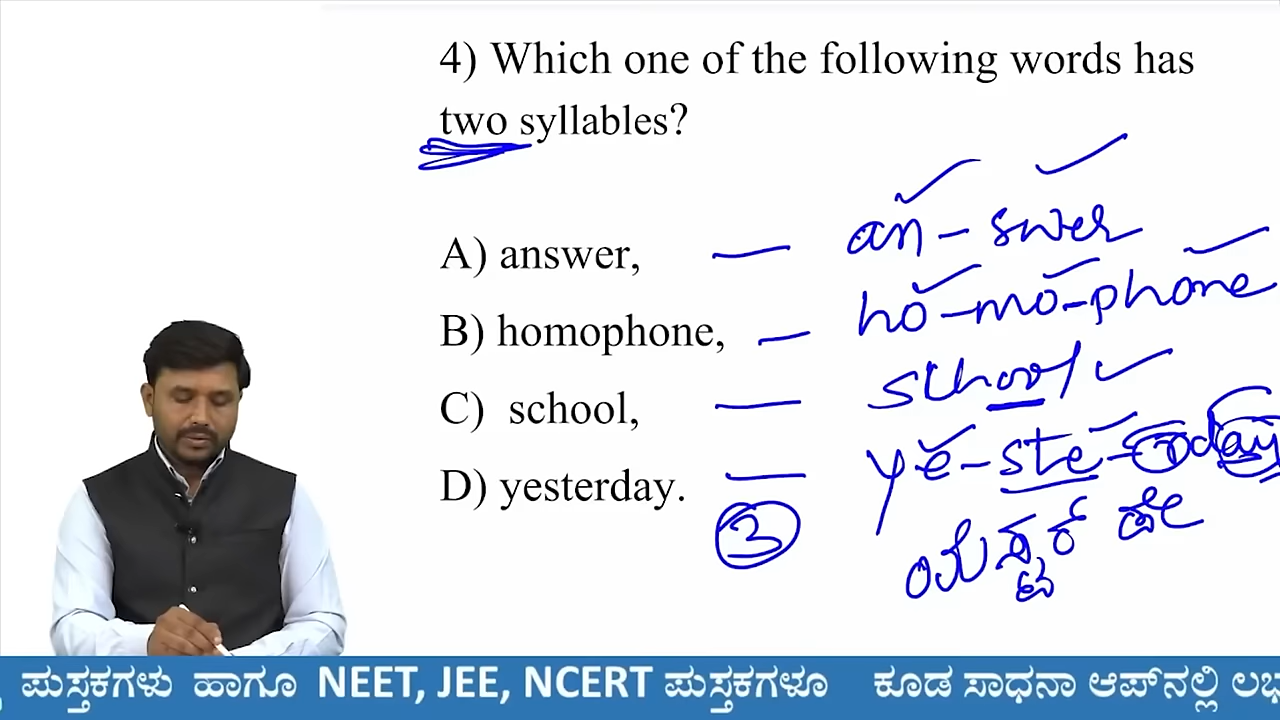 4) Which one of the following words has
two syllables?
A) answer, — an - swer
B) homophone, — ho - mo - phone
C) school, — school
D) yesterday. — ye - ste - day
3
ಯೆಸ್ಟರ್ ಡೇ
ಪುಸ್ತಕಗಳು ಹಾಗೂ NEET, JEE, NCERT ಪುಸ್ತಕಗಳೂ ಕೂಡ ಸಾಧನಾ ಆಪ್‌ನಲ್ಲಿ ಲಭ